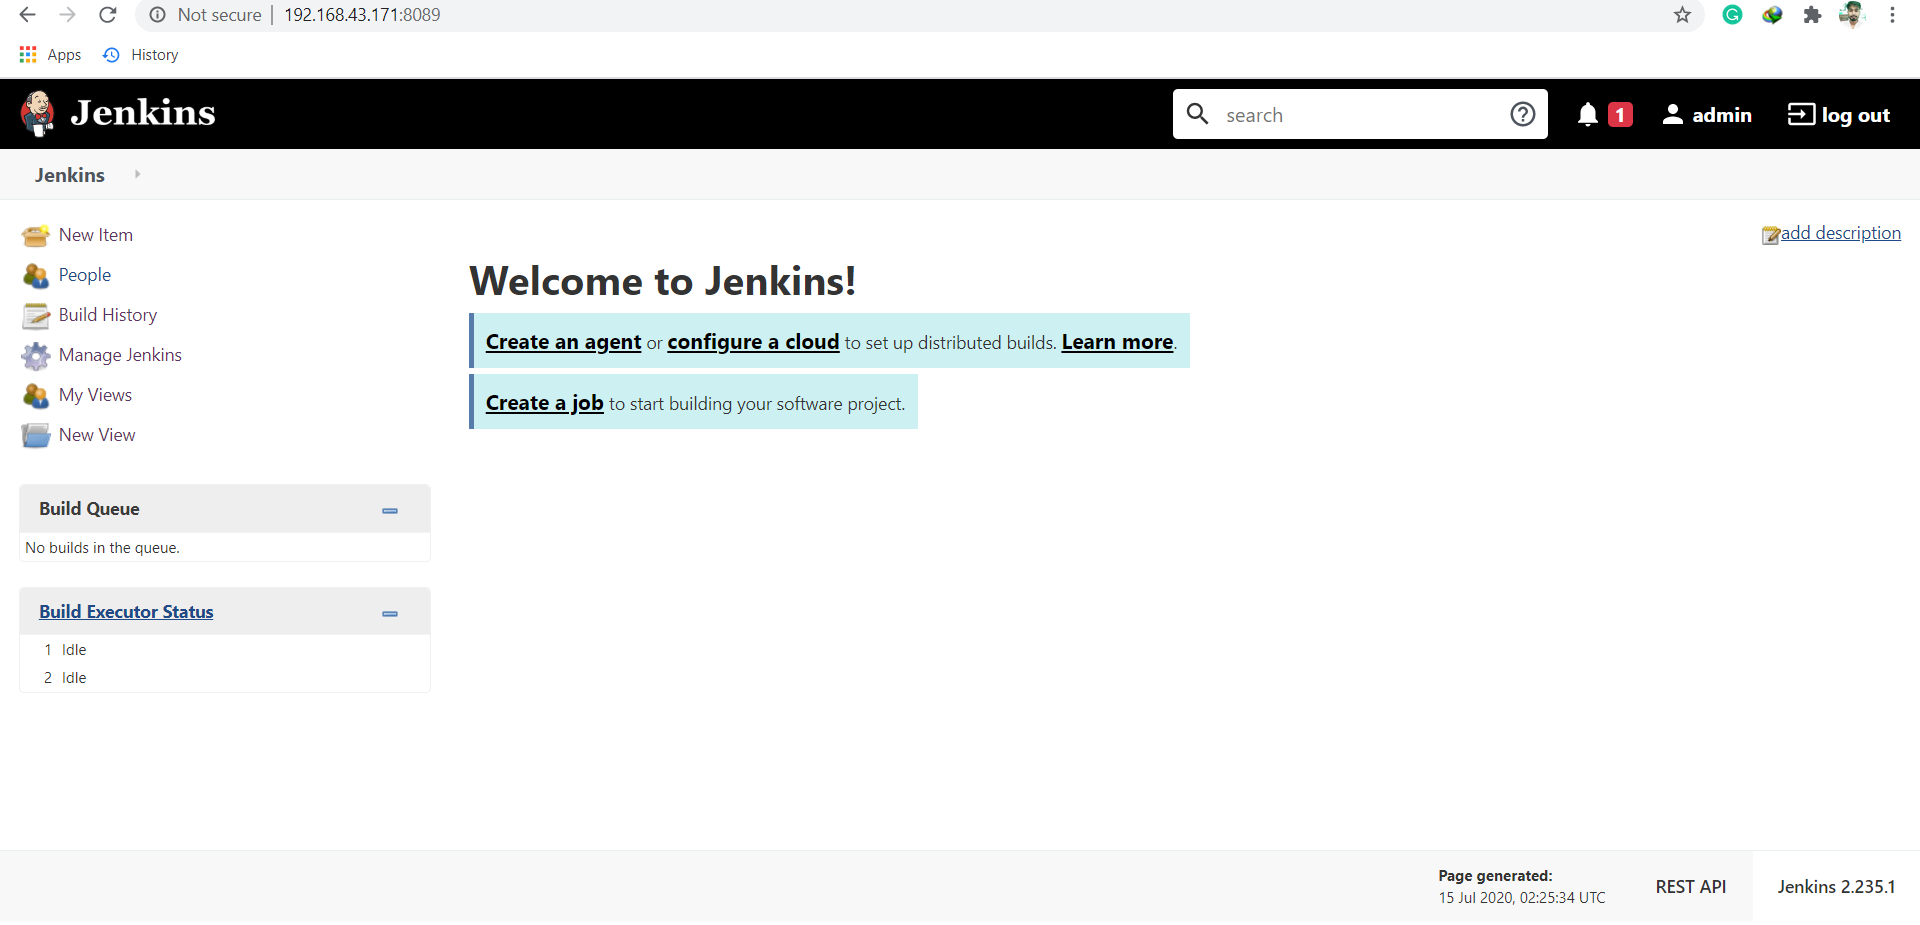 Not secure | 192.168.43.171:8089
Apps History
Jenkins
search
1
admin
log out
Jenkins
New Item
People
Build History
Manage Jenkins
My Views
New View
Build Queue
No builds in the queue.
Build Executor Status
1 Idle
2 Idle
add description
Welcome to Jenkins!
Create an agent or configure a cloud to set up distributed builds. Learn more.
Create a job to start building your software project.
Page generated:
15 Jul 2020, 02:25:34 UTC
REST API
Jenkins 2.235.1